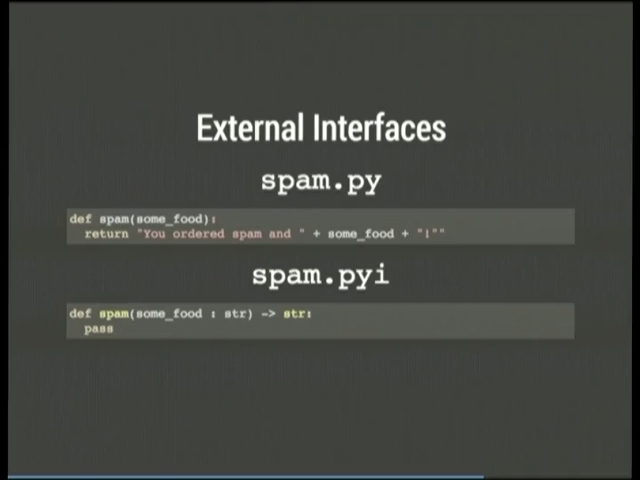 External Interfaces
spam.py
def spam(some_food):
return "You ordered spam and " + some_food + "!""
spam.pyi
def spam(some_food : str) -> str:
pass